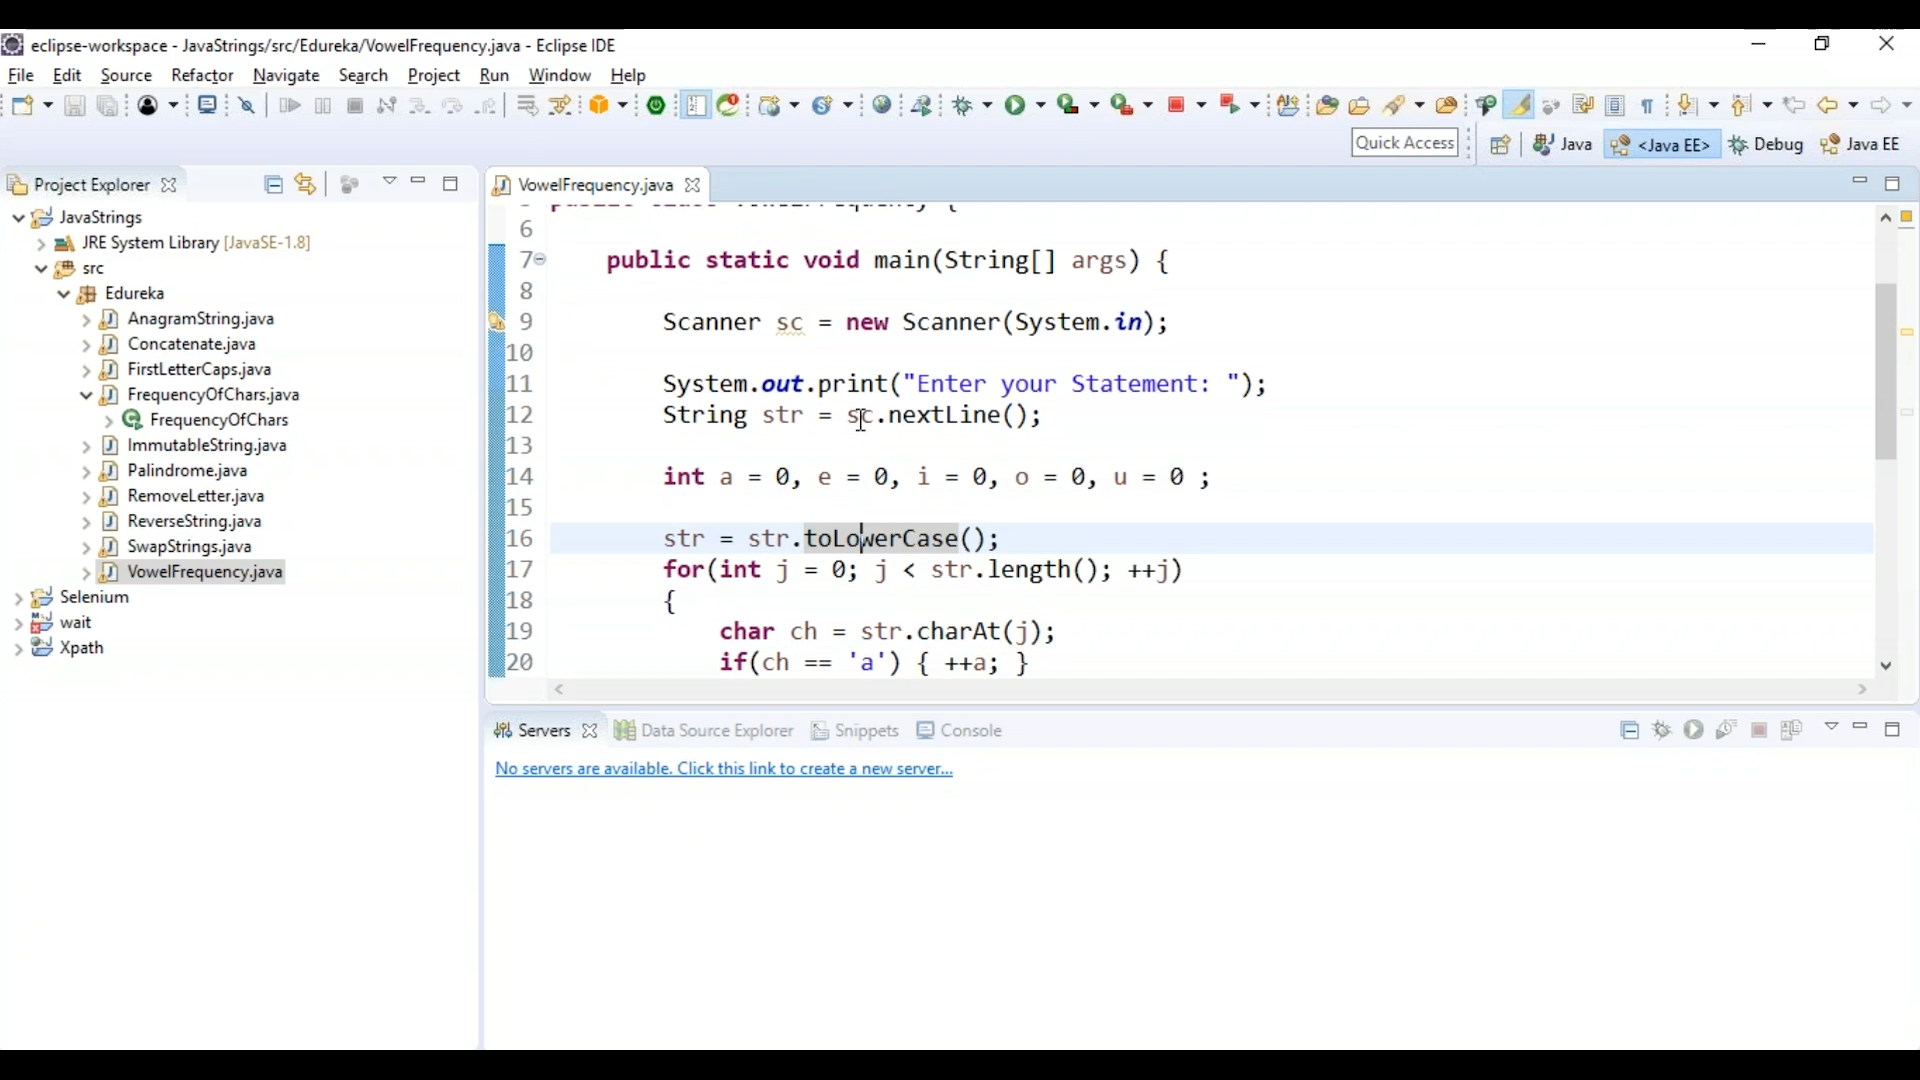 eclipse-workspace - JavaStrings/src/Edureka/VowelFrequency.java - Eclipse IDE
File Edit Source Refactor Navigate Search Project Run Window Help
Quick Access
Java
<Java EE>
Debug
Java EE
Project Explorer
JavaStrings
JRE System Library [JavaSE-1.8]
src
Edureka
AnagramString.java
Concatenate.java
FirstLetterCaps.java
FrequencyOfChars.java
FrequencyOfChars
ImmutableString.java
Palindrome.java
RemoveLetter.java
ReverseString.java
SwapStrings.java
VowelFrequency.java
Selenium
wait
Xpath
VowelFrequency.java
6
7 public static void main(String[] args) {
8
9 Scanner sc = new Scanner(System.in);
10
11 System.out.print("Enter your Statement: ");
12 String str = sc.nextLine();
13
14 int a = 0, e = 0, i = 0, o = 0, u = 0 ;
15
16 str = str.toLowerCase();
17 for(int j = 0; j < str.length(); ++j)
18 {
19 char ch = str.charAt(j);
20 if(ch == 'a') { ++a; }
Servers Data Source Explorer Snippets Console
No servers are available. Click this link to create a new server...